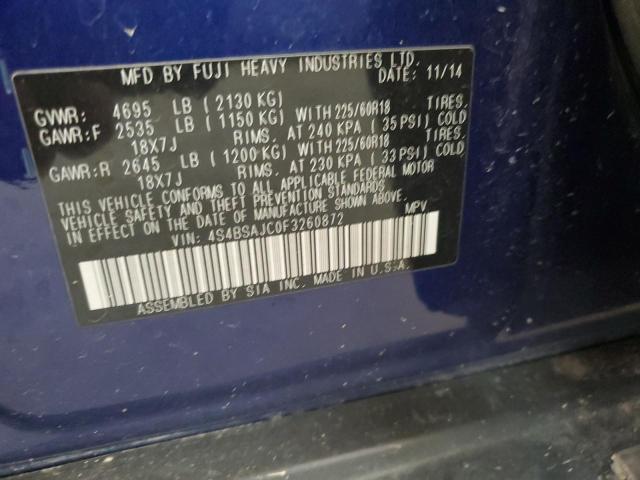 MFD BY FUJI HEAVY INDUSTRIES LTD.
DATE: 11/14
GVWR: 4695 LB (2130 KG)
GAWR:F 2535 LB (1150 KG) WITH 225/60R18 TIRES.
18X7J RIMS. AT 240 KPA (35 PSI) COLD
GAWR:R 2645 LB (1200 KG) WITH 225/60R18 TIRES.
18X7J RIMS. AT 230 KPA (33 PSI) COLD
THIS VEHICLE CONFORMS TO ALL APPLICABLE FEDERAL MOTOR
VEHICLE SAFETY AND THEFT PREVENTION STANDARDS
IN EFFECT ON THE DATE OF MANUFACTURE SHOWN ABOVE.
VIN: 4S4BSAJC0F3260872 MPV
ASSEMBLED BY SIA INC. MADE IN U.S.A.